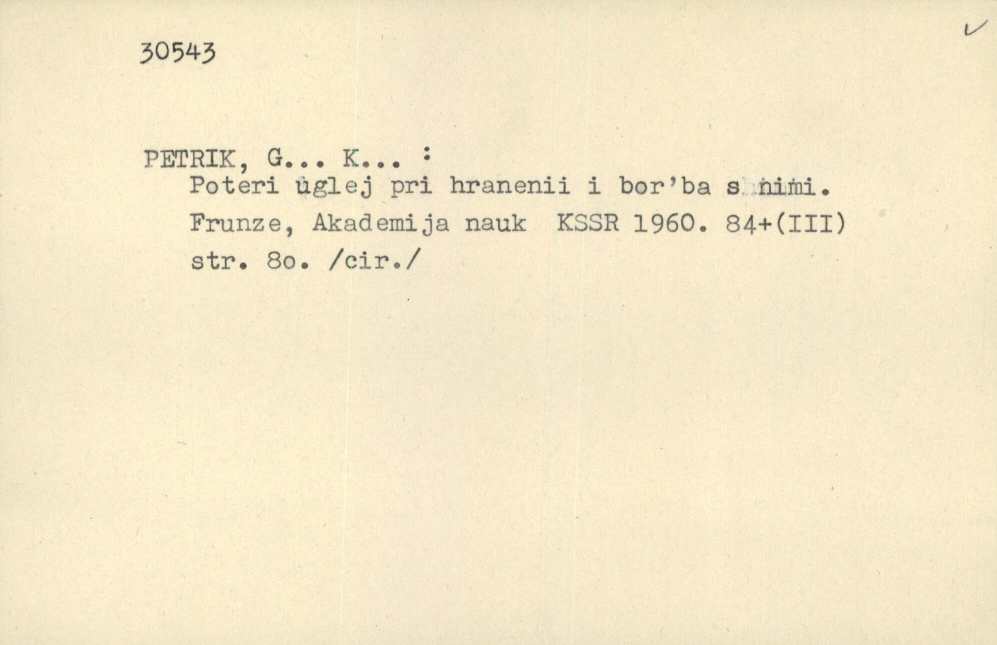 30543
PETRIK, G... K... :
Poteri uglej pri hranenii i bor'ba s nimi.
Frunze, Akademija nauk KSSR 1960. 84+(III)
str. 8o. /cir./